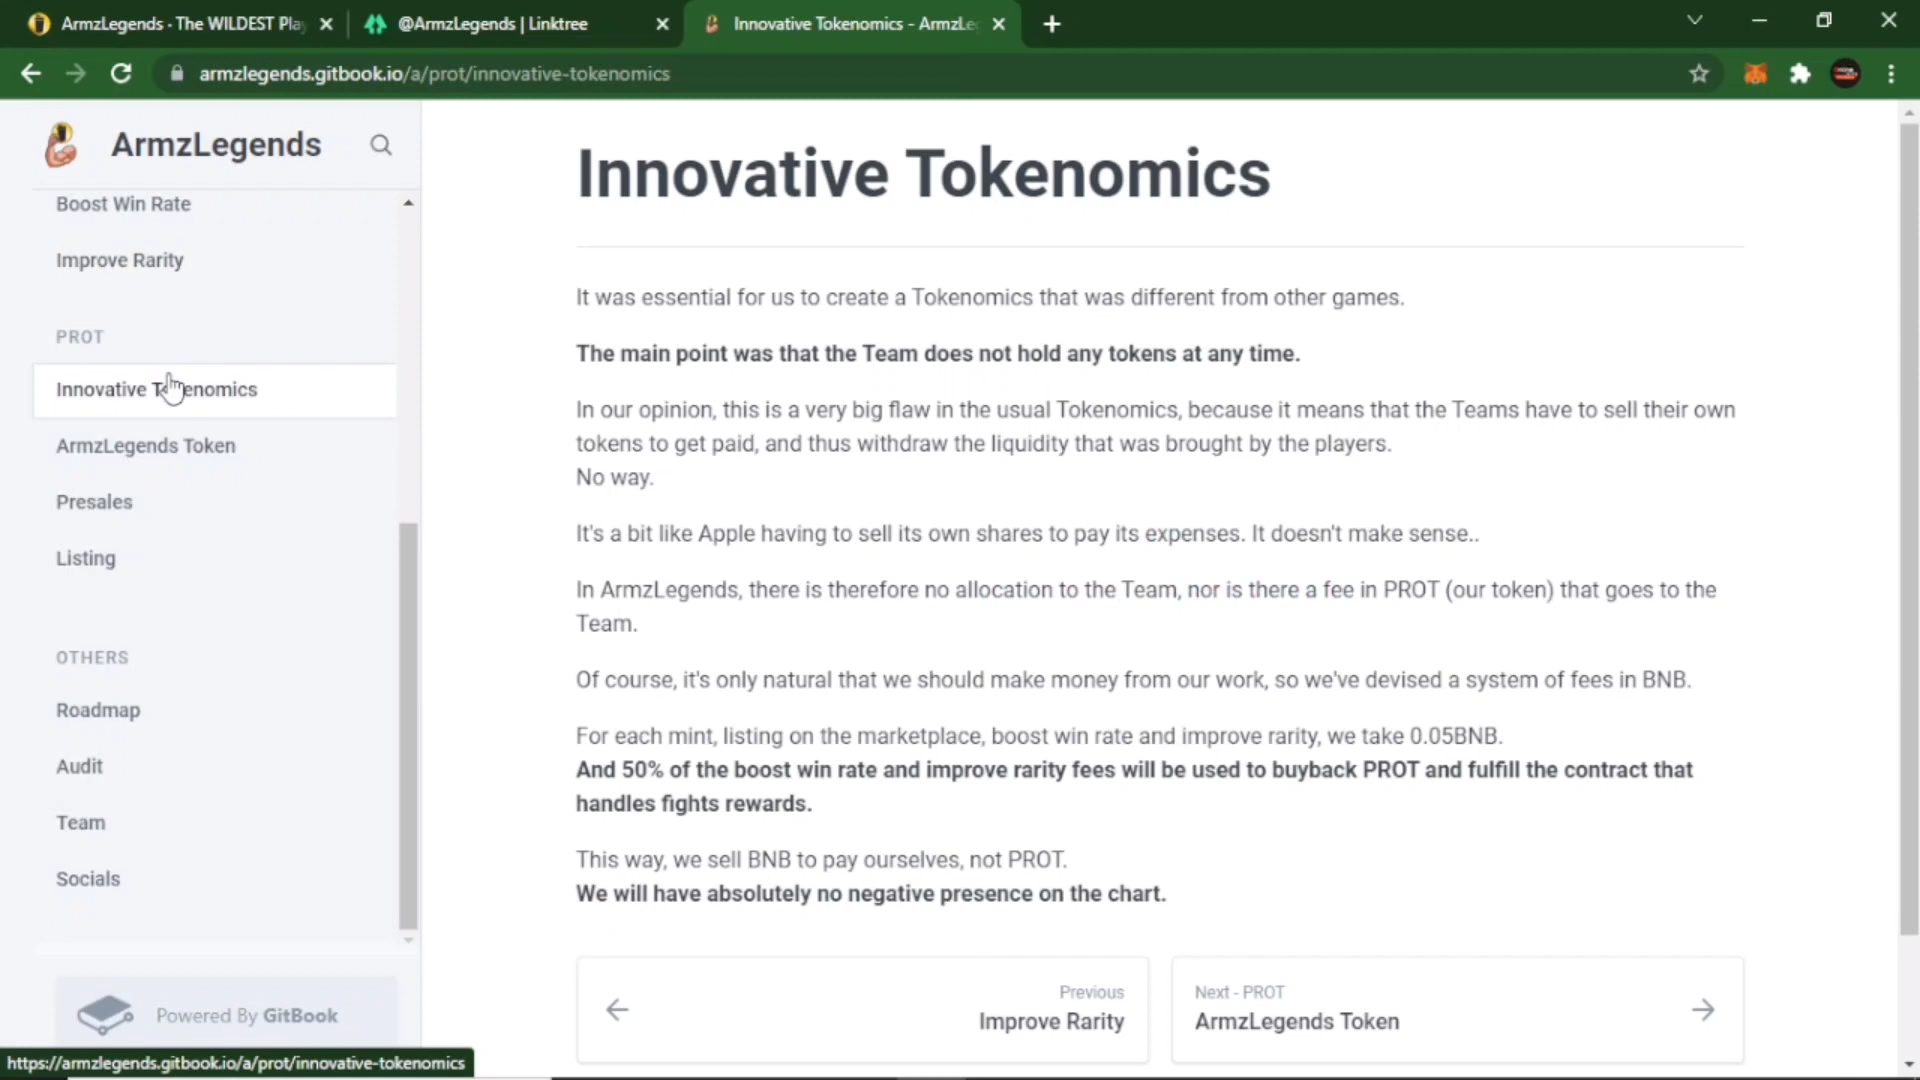 ArmzLegends - The WILDEST Pla
@ArmzLegends | Linktree
Innovative Tokenomics - ArmzLe
armzlegends.gitbook.io/a/prot/innovative-tokenomics
ArmzLegends
Boost Win Rate
Improve Rarity
PROT
Innovative Tokenomics
ArmzLegends Token
Presales
Listing
OTHERS
Roadmap
Audit
Team
Socials
Powered By GitBook
https://armzlegends.gitbook.io/a/prot/innovative-tokenomics
Innovative Tokenomics
It was essential for us to create a Tokenomics that was different from other games.
The main point was that the Team does not hold any tokens at any time.
In our opinion, this is a very big flaw in the usual Tokenomics, because it means that the Teams have to sell their own
tokens to get paid, and thus withdraw the liquidity that was brought by the players.
No way.
It's a bit like Apple having to sell its own shares to pay its expenses. It doesn't make sense..
In ArmzLegends, there is therefore no allocation to the Team, nor is there a fee in PROT (our token) that goes to the
Team.
Of course, it's only natural that we should make money from our work, so we've devised a system of fees in BNB.
For each mint, listing on the marketplace, boost win rate and improve rarity, we take 0.05BNB.
And 50% of the boost win rate and improve rarity fees will be used to buyback PROT and fulfill the contract that
handles fights rewards.
This way, we sell BNB to pay ourselves, not PROT.
We will have absolutely no negative presence on the chart.
Previous
Improve Rarity
Next - PROT
ArmzLegends Token